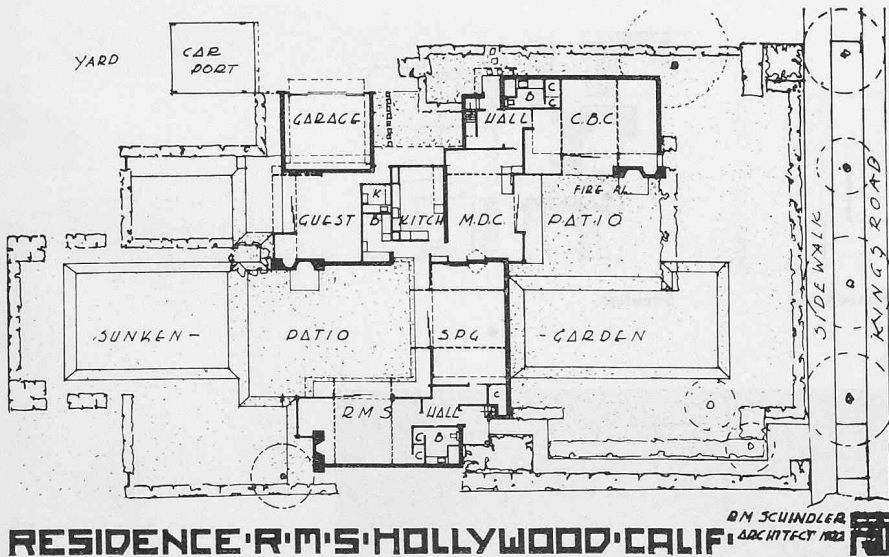 YARD
CAR
PORT
GARAGE
HALL
B
C
C
C.B.C
FIRE PL.
GUEST
K
B
KITCH
M.D.C.
PATIO
SUNKEN -
PATIO
SPG
- GARDEN
RMS
HALL
C
C
C
B
SIDEWALK
KINGS ROAD
RESIDENCE·R·M·S·HOLLYWOOD·CALIF·
RM SCHINDLER
ARCHITECT 1922